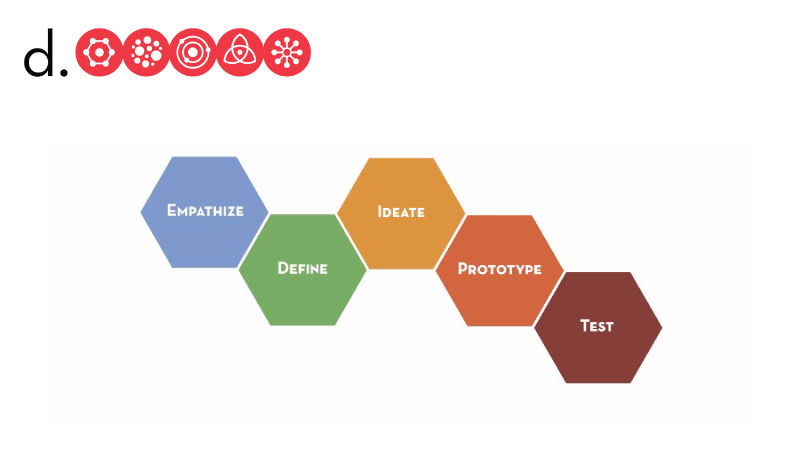 d.
EMPATHIZE
DEFINE
IDEATE
PROTOTYPE
TEST